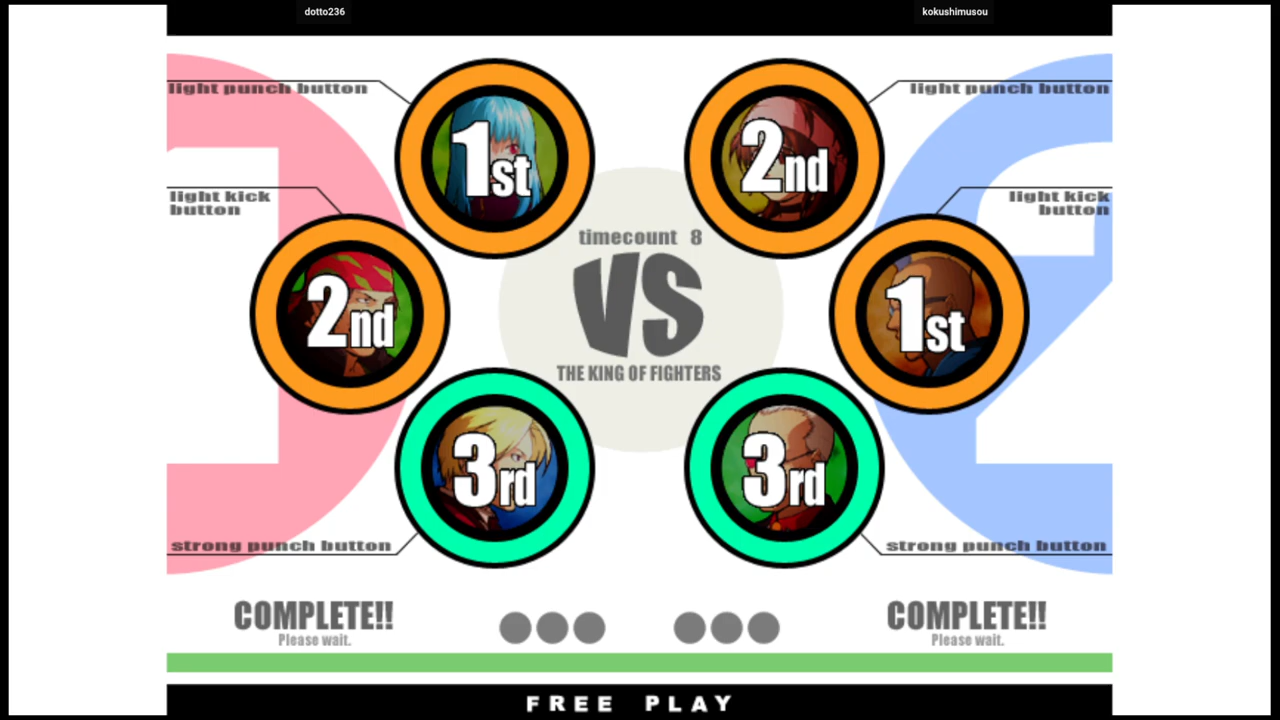 dotto236
kokushimusou
light punch button
light punch button
1st
2nd
light kick
button
light kick
button
timecount 8
VS
THE KING OF FIGHTERS
2nd
1st
3rd
3rd
strong punch button
strong punch button
COMPLETE!!
Please wait.
COMPLETE!!
Please wait.
FREE PLAY